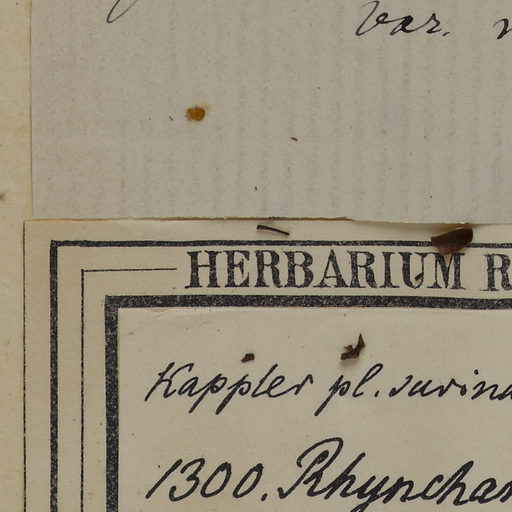 var.
HERBARIUM R
Kappler pl. surina
1300. Rhynchan